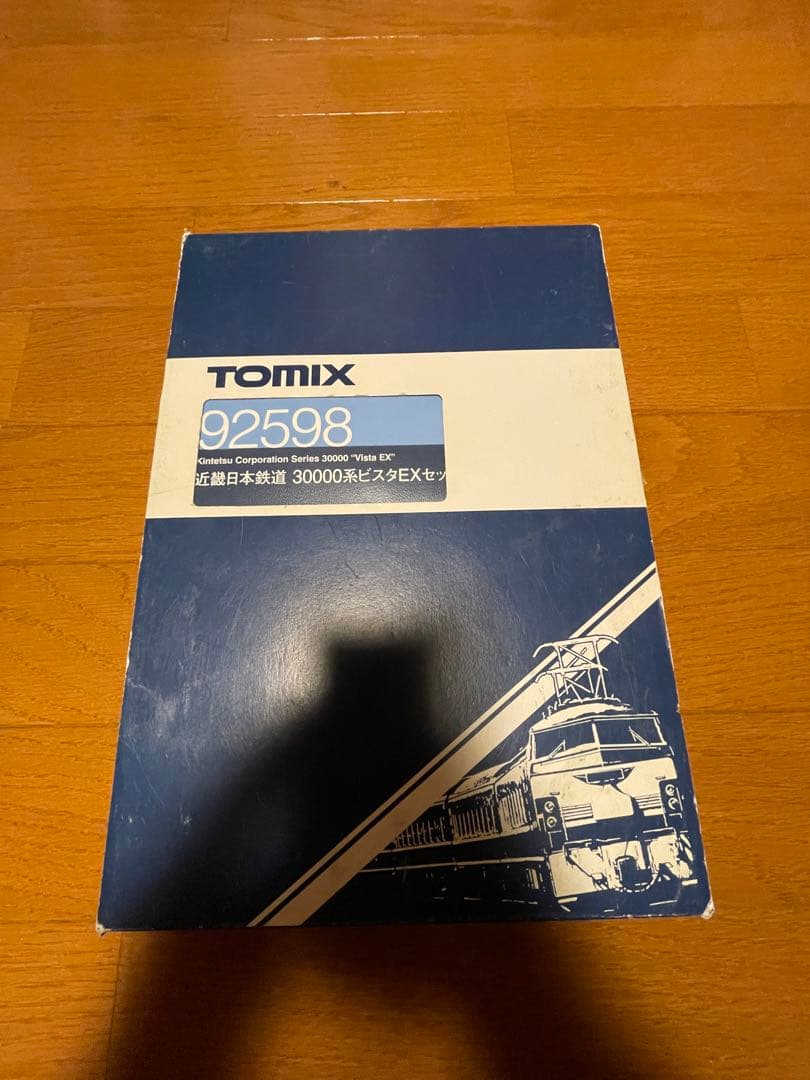 TOMIX
92598
Kintetsu Corporation Series 30000 "Vista EX"
近畿日本鉄道 30000系ビスタEXセッ